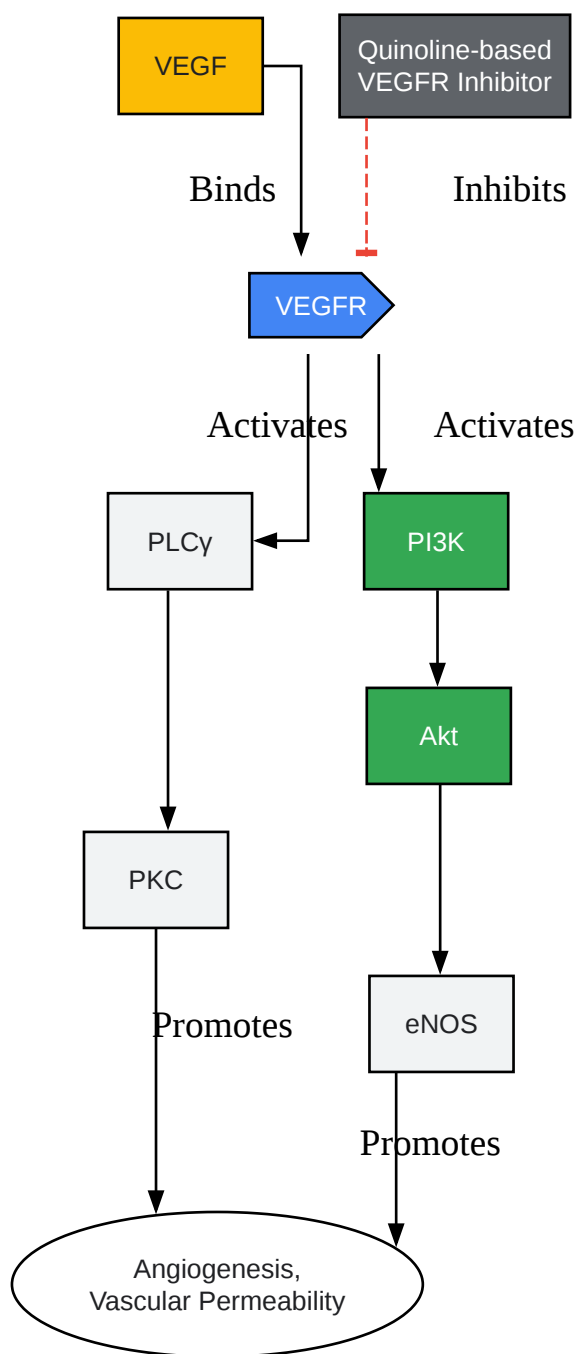 VEGF
Quinoline-based
VEGFR Inhibitor
Binds
Inhibits
VEGFR
Activates
Activates
PLCγ
PI3K
Akt
PKC
eNOS
Promotes
Promotes
Angiogenesis,
Vascular Permeability